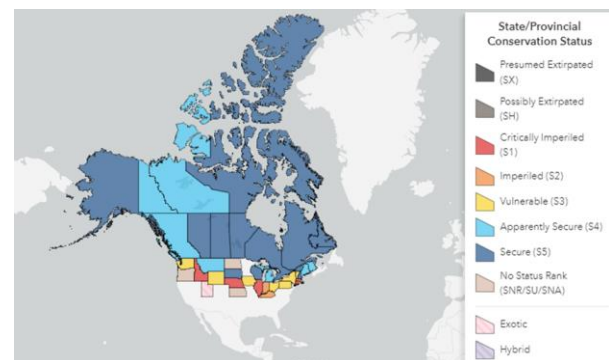 State/Provincial
Conservation Status
Presumed Extirpated
(SX)
Possibly Extirpated
(SH)
Critically Imperiled
(S1)
Imperiled (S2)
Vulnerable (S3)
Apparently Secure (S4)
Secure (S5)
No Status Rank
(SNR/SU/SNA)
Exotic
Hybrid